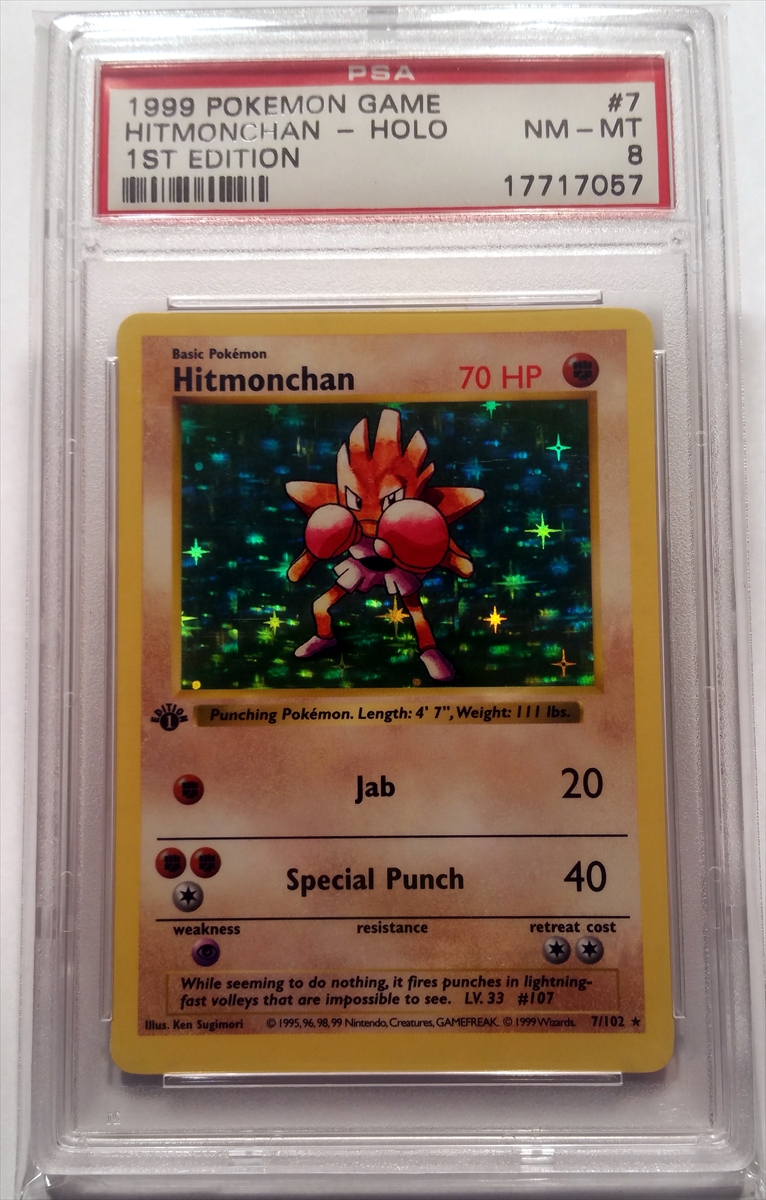 PSA
1999 POKEMON GAME #7
HITMONCHAN - HOLO NM - MT
1ST EDITION 8
17717057
Basic Pokémon
Hitmonchan 70 HP
EDITION
1
Punching Pokémon. Length: 4' 7", Weight: 111 lbs.
Jab 20
Special Punch 40
weakness resistance retreat cost
While seeming to do nothing, it fires punches in lightning-
fast volleys that are impossible to see. LV. 33 #107
Illus. Ken Sugimori © 1995, 96, 98, 99 Nintendo, Creatures, GAMEFREAK. © 1999 Wizards. 7/102 ★